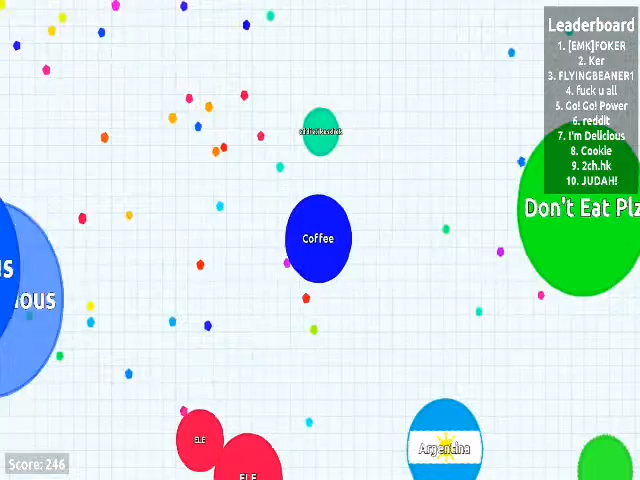 Leaderboard
1. [EMK]FOKER
2. Ker
3. FLYINGBEANER1
4. fuck u all
5. Go! Go! Power
6. reddit
7. I'm Delicious
8. Cookie
9. 2ch.hk
10. JUDAH!
Don't Eat Plz
Coffee
ious
ELE
ELE
Argentina
Score: 246